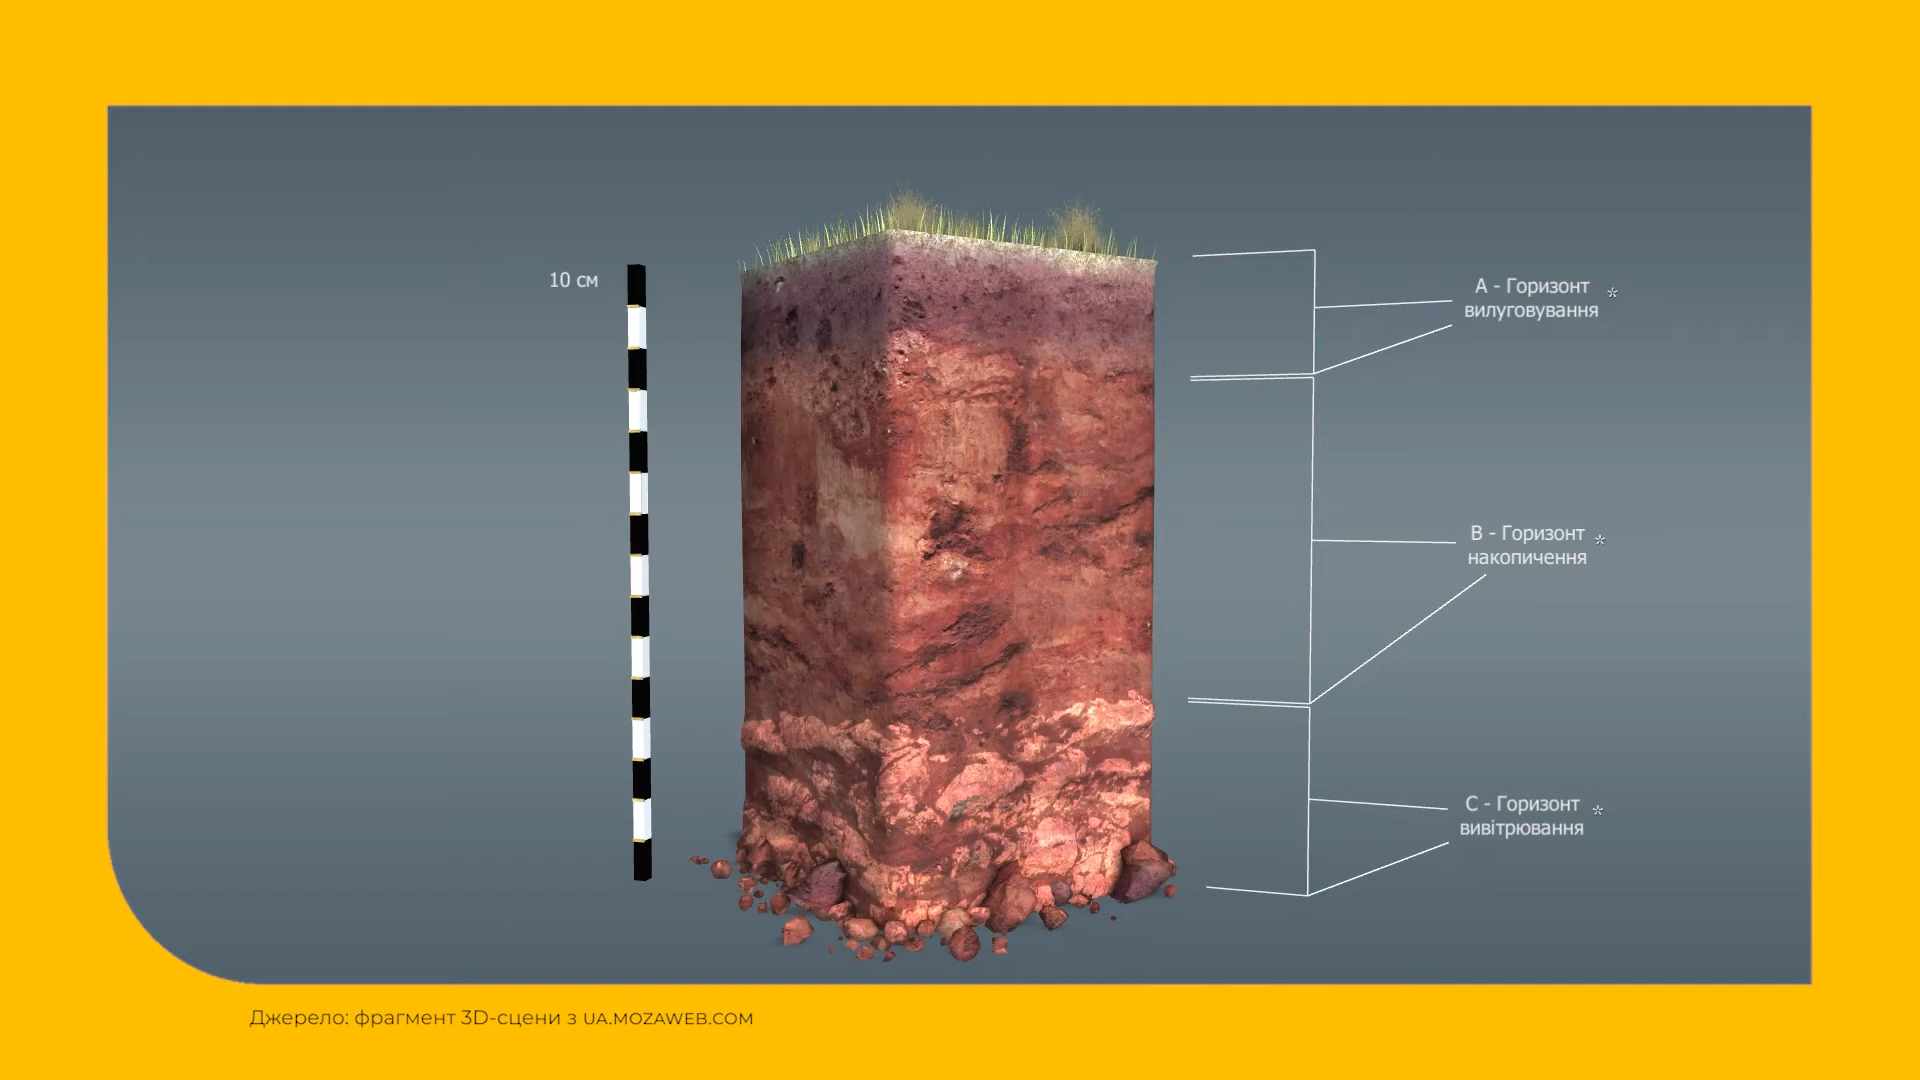 10 см
А - Горизонт
вилуговування
*
В - Горизонт
накопичення
*
С - Горизонт
вивітрювання
*
Джерело: фрагмент 3D-сцени з UA.MOZAWEB.COM